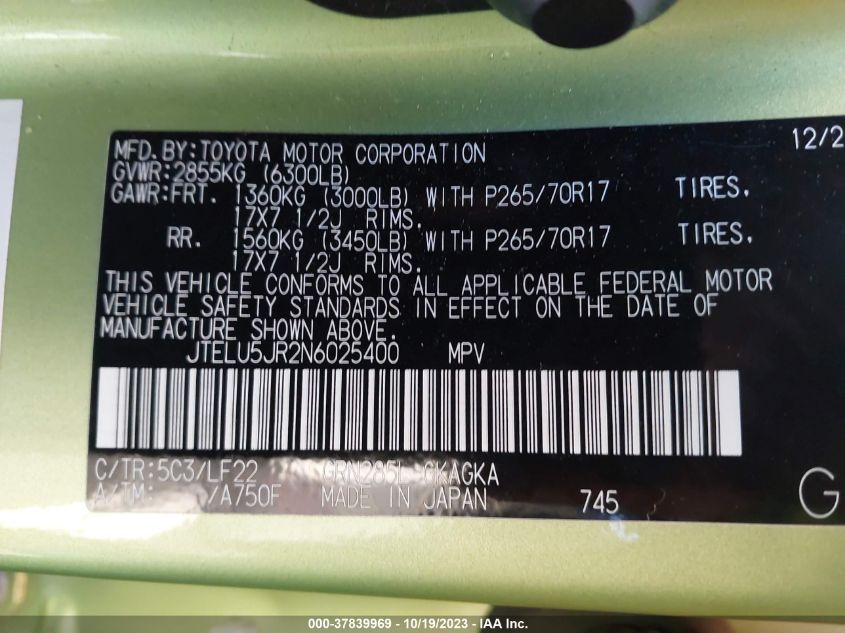 MFD.BY:TOYOTA MOTOR CORPORATION 12/2
GVWR:2855KG (6300LB)
GAWR:FRT. 1360KG (3000LB) WITH P265/70R17 TIRES.
17X7 1/2J RIMS.
RR. 1560KG (3450LB) WITH P265/70R17 TIRES.
17X7 1/2J RIMS.
THIS VEHICLE CONFORMS TO ALL APPLICABLE FEDERAL MOTOR
VEHICLE SAFETY STANDARDS IN EFFECT ON THE DATE OF
MANUFACTURE SHOWN ABOVE.
JTELU5JR2N6025400 MPV
C/TR:5C3/LF22 GRN285L-GKAGKA
A/TM: /A750F MADE IN JAPAN 745 G
000-37839969 - 10/19/2023 - IAA Inc.